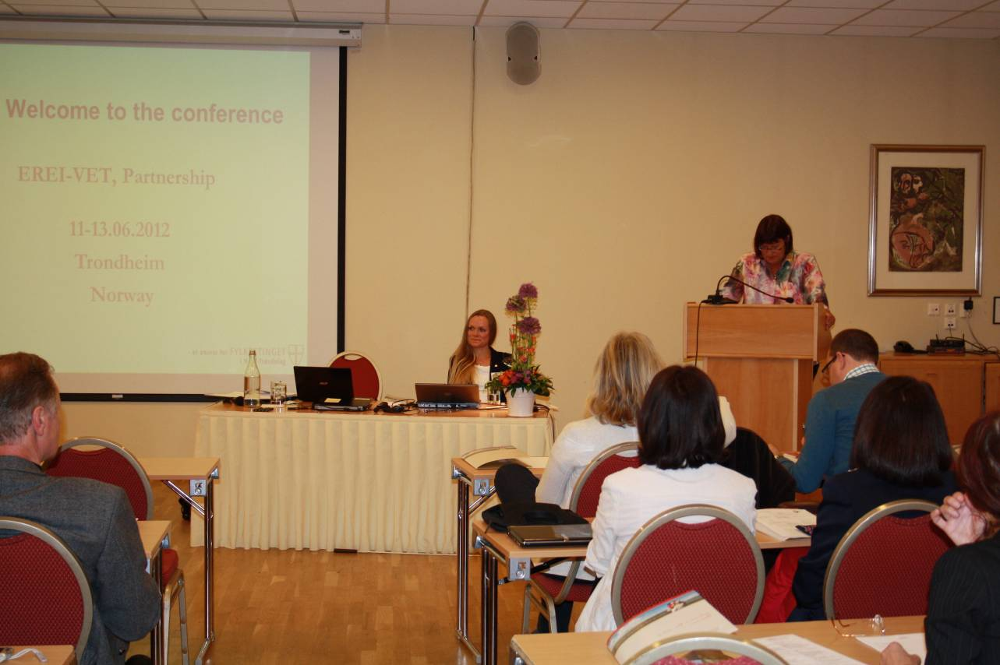 Welcome to the conference
EREI-VET, Partnership
11-13.06.2012
Trondheim
Norway